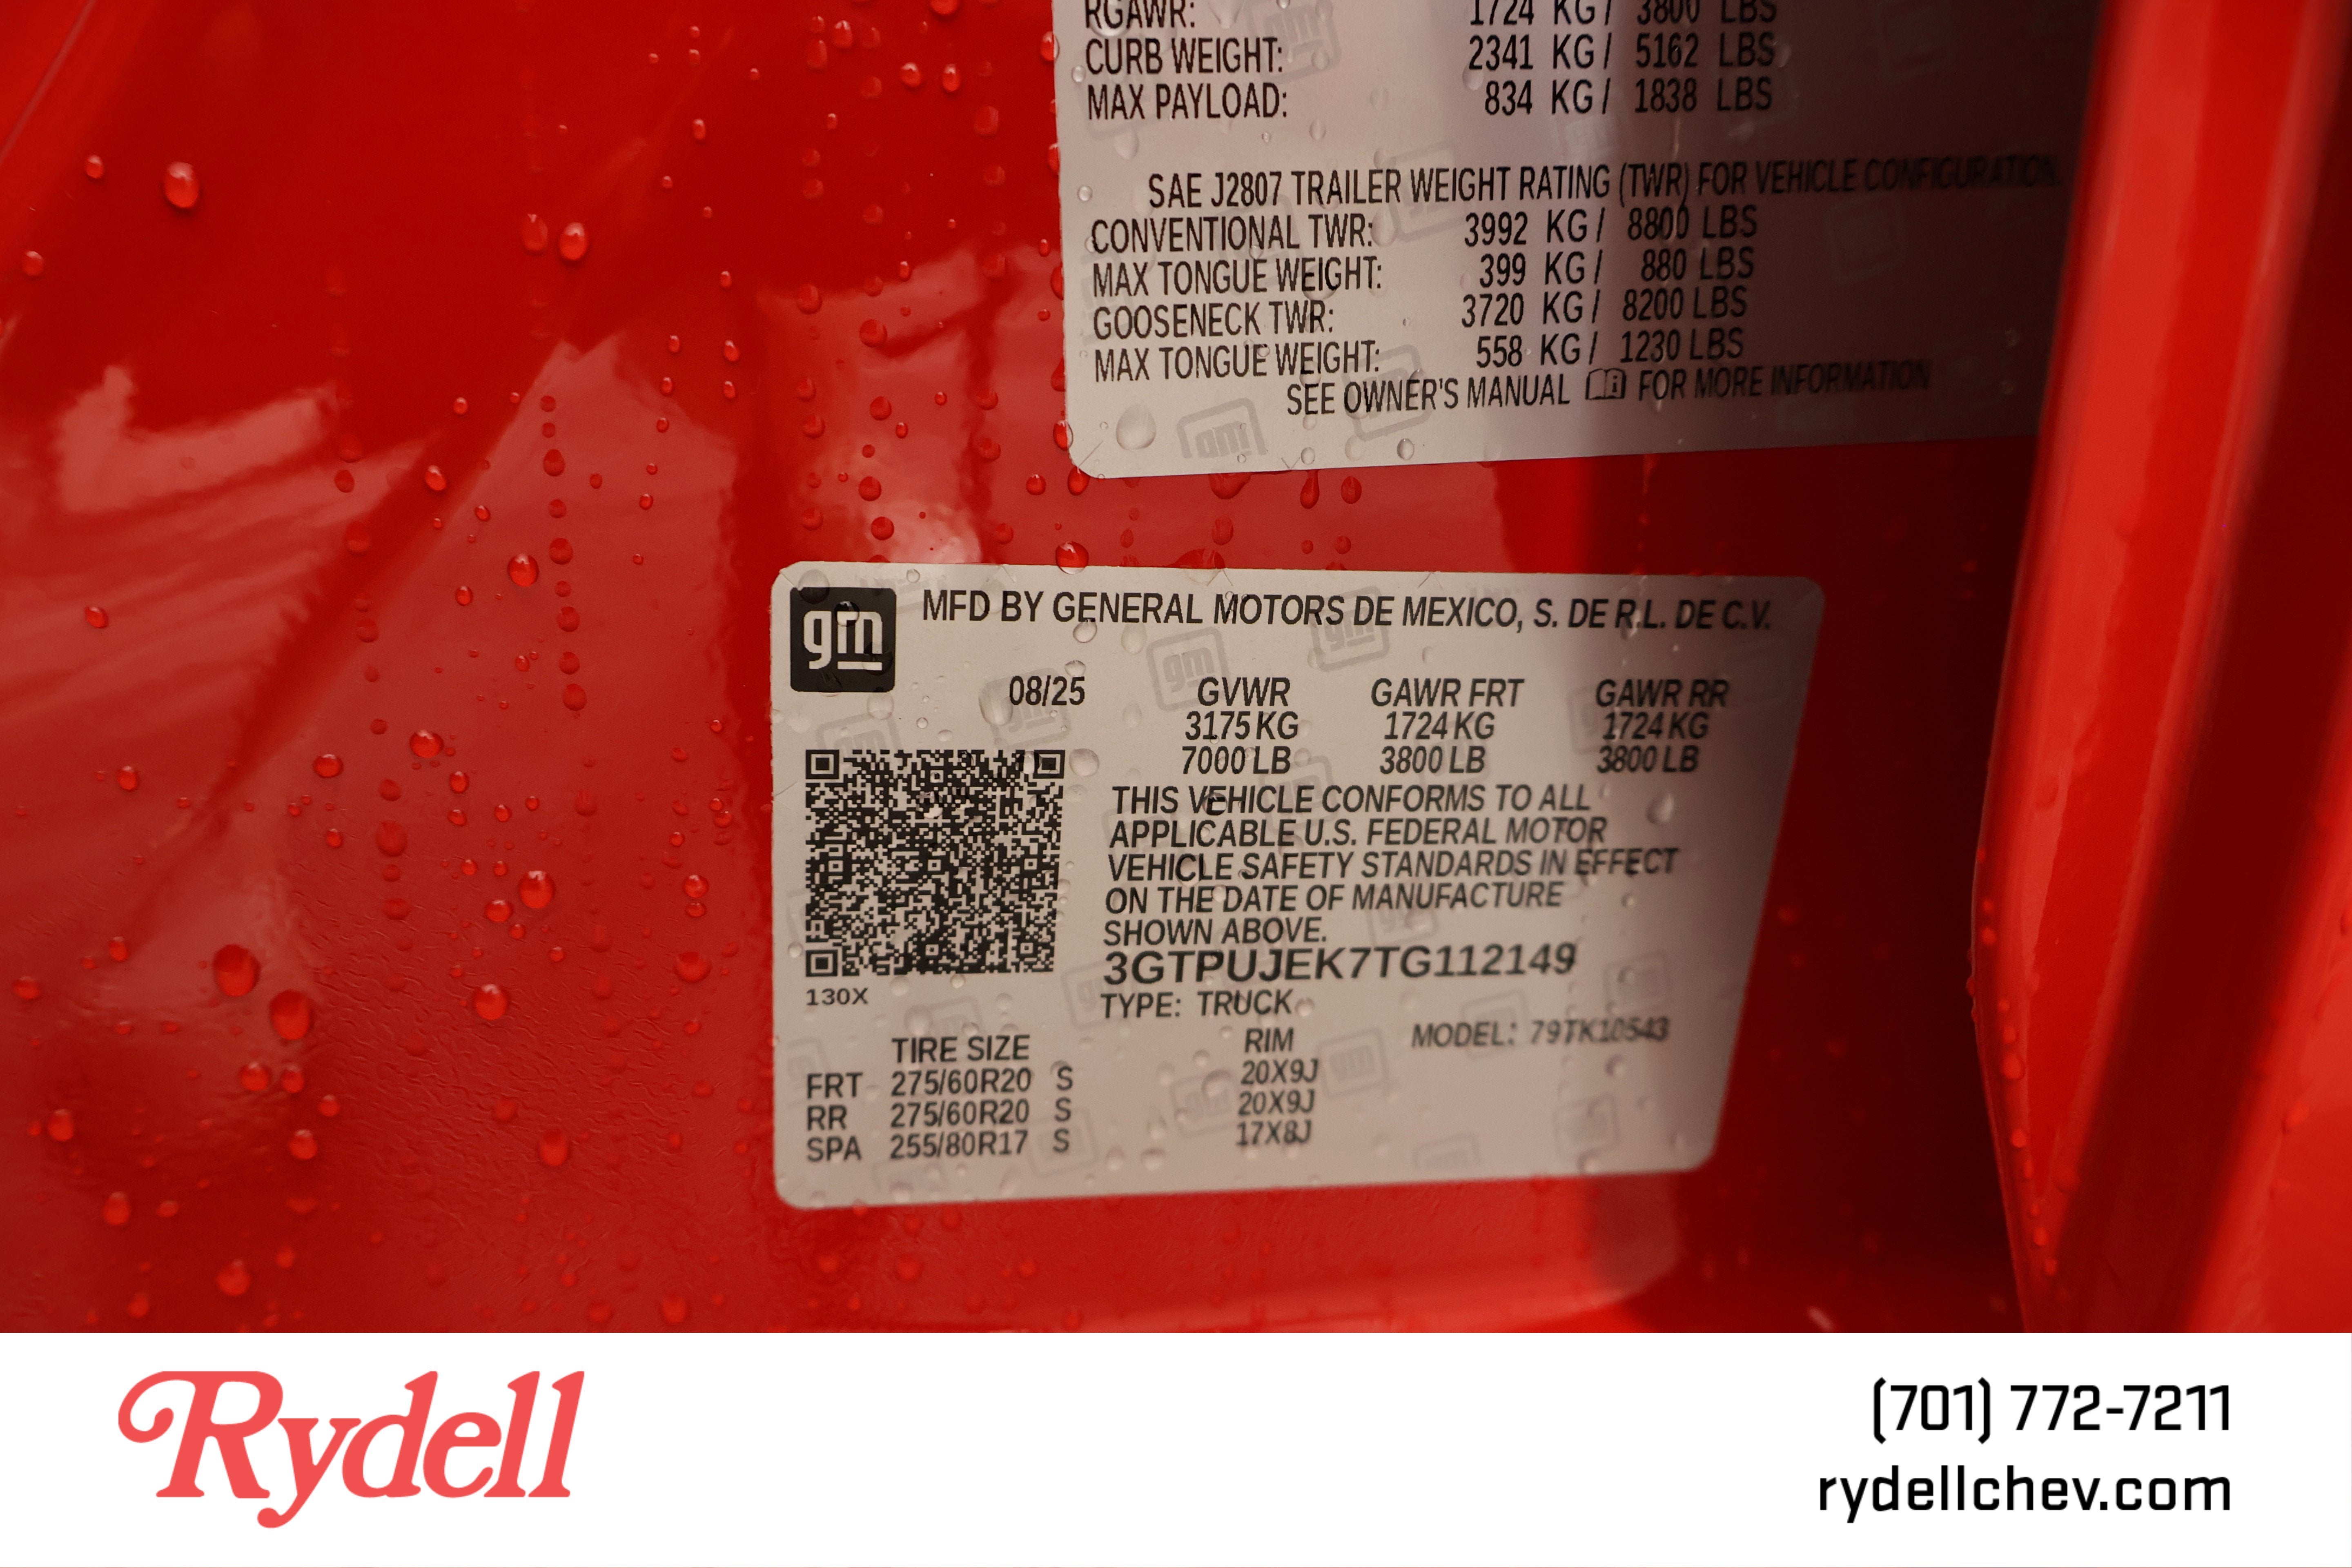 RGAWR: 1724 KG / 3800 LBS
CURB WEIGHT: 2341 KG / 5162 LBS
MAX PAYLOAD: 834 KG / 1838 LBS
SAE J2807 TRAILER WEIGHT RATING (TWR) FOR VEHICLE CONFIGURATION
CONVENTIONAL TWR: 3992 KG / 8800 LBS
MAX TONGUE WEIGHT: 399 KG / 880 LBS
GOOSENECK TWR: 3720 KG / 8200 LBS
MAX TONGUE WEIGHT: 558 KG / 1230 LBS
SEE OWNER'S MANUAL FOR MORE INFORMATION
gm
MFD BY GENERAL MOTORS DE MEXICO, S. DE R.L. DE C.V.
08/25 GVWR GAWR FRT GAWR RR
3175 KG 1724 KG 1724 KG
7000 LB 3800 LB 3800 LB
THIS VEHICLE CONFORMS TO ALL
APPLICABLE U.S. FEDERAL MOTOR
VEHICLE SAFETY STANDARDS IN EFFECT
ON THE DATE OF MANUFACTURE
SHOWN ABOVE.
3GTPUJEK7TG112149
130X
TYPE: TRUCK
MODEL: 79TK10543
TIRE SIZE RIM
FRT 275/60R20 S 20X9J
RR 275/60R20 S 20X9J
SPA 255/80R17 S 17X8J
Rydell
(701) 772-7211
rydellchev.com